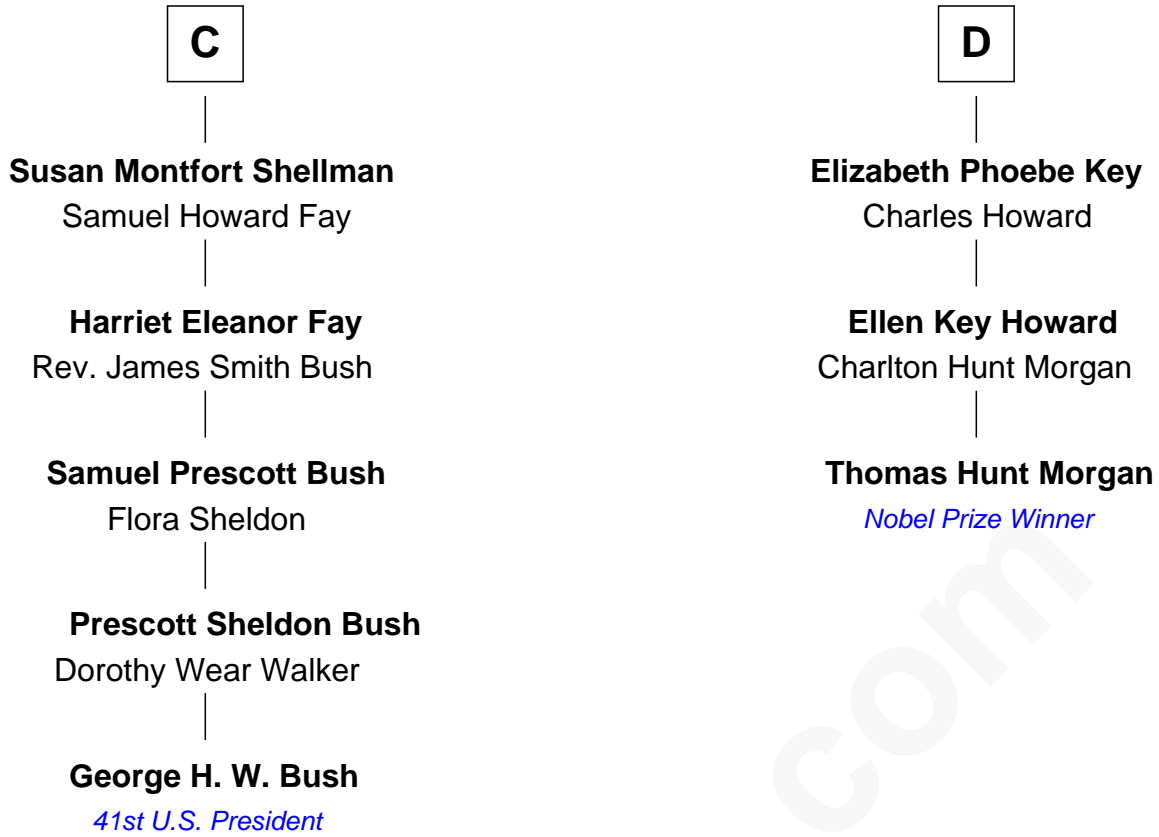 C
Susan Montfort Shellman
Samuel Howard Fay
Harriet Eleanor Fay
Rev. James Smith Bush
Samuel Prescott Bush
Flora Sheldon
Prescott Sheldon Bush
Dorothy Wear Walker
George H. W. Bush
41st U.S. President
D
Elizabeth Phoebe Key
Charles Howard
Ellen Key Howard
Charlton Hunt Morgan
Thomas Hunt Morgan
Nobel Prize Winner
com